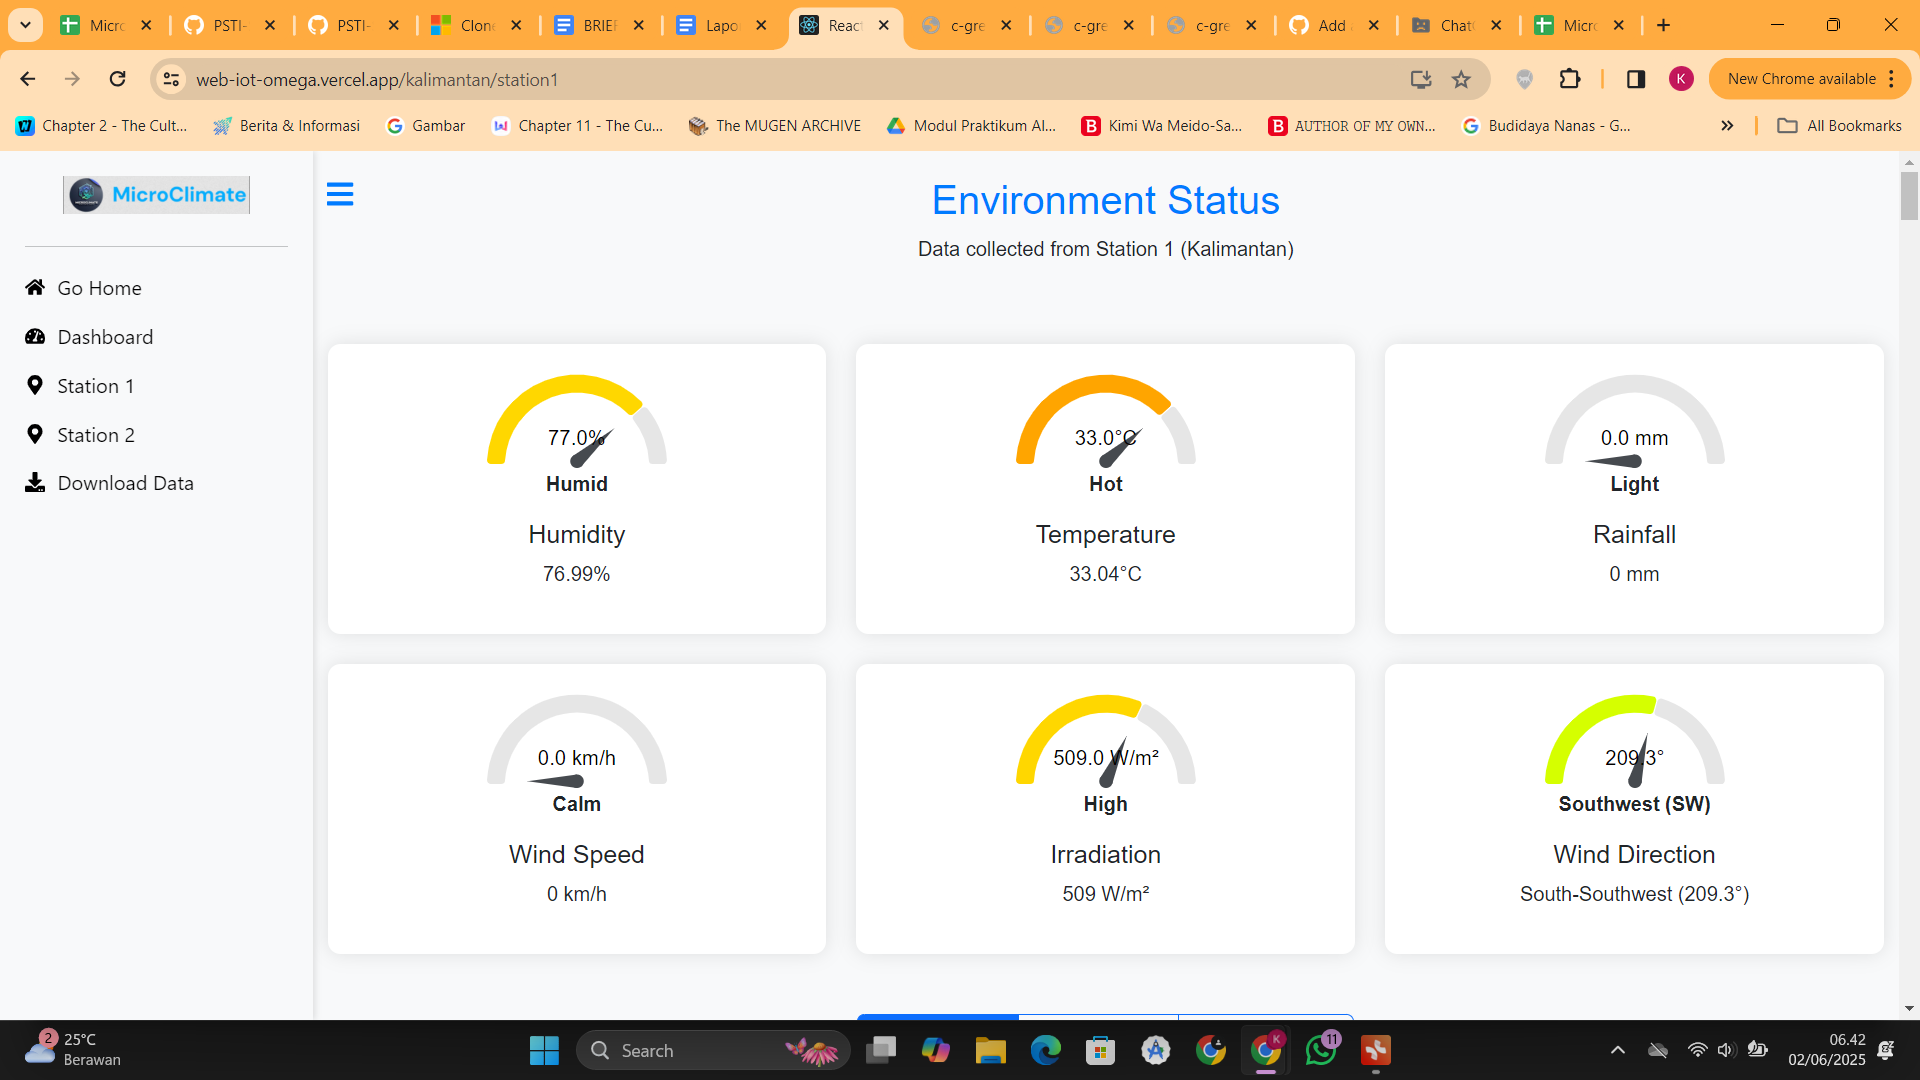 Micro
PSTI-
PSTI-
Clone
BRIEF
Lapo
React
c-gre
c-gre
c-gre
Add
Chat
Micro
web-iot-omega.vercel.app/kalimantan/station1
K
New Chrome available
Chapter 2 - The Cult...
Berita & Informasi
Gambar
Chapter 11 - The Cu...
The MUGEN ARCHIVE
Modul Praktikum Al...
Kimi Wa Meido-Sa...
AUTHOR OF MY OWN...
Budidaya Nanas - G...
All Bookmarks
MicroClimate
Go Home
Dashboard
Station 1
Station 2
Download Data
Environment Status
Data collected from Station 1 (Kalimantan)
77.0%
Humid
Humidity
76.99%
33.0°C
Hot
Temperature
33.04°C
0.0 mm
Light
Rainfall
0 mm
0.0 km/h
Calm
Wind Speed
0 km/h
509.0 W/m²
High
Irradiation
509 W/m²
209.3°
Southwest (SW)
Wind Direction
South-Southwest (209.3°)
2
25°C
Berawan
Search
K
11
06.42
02/06/2025